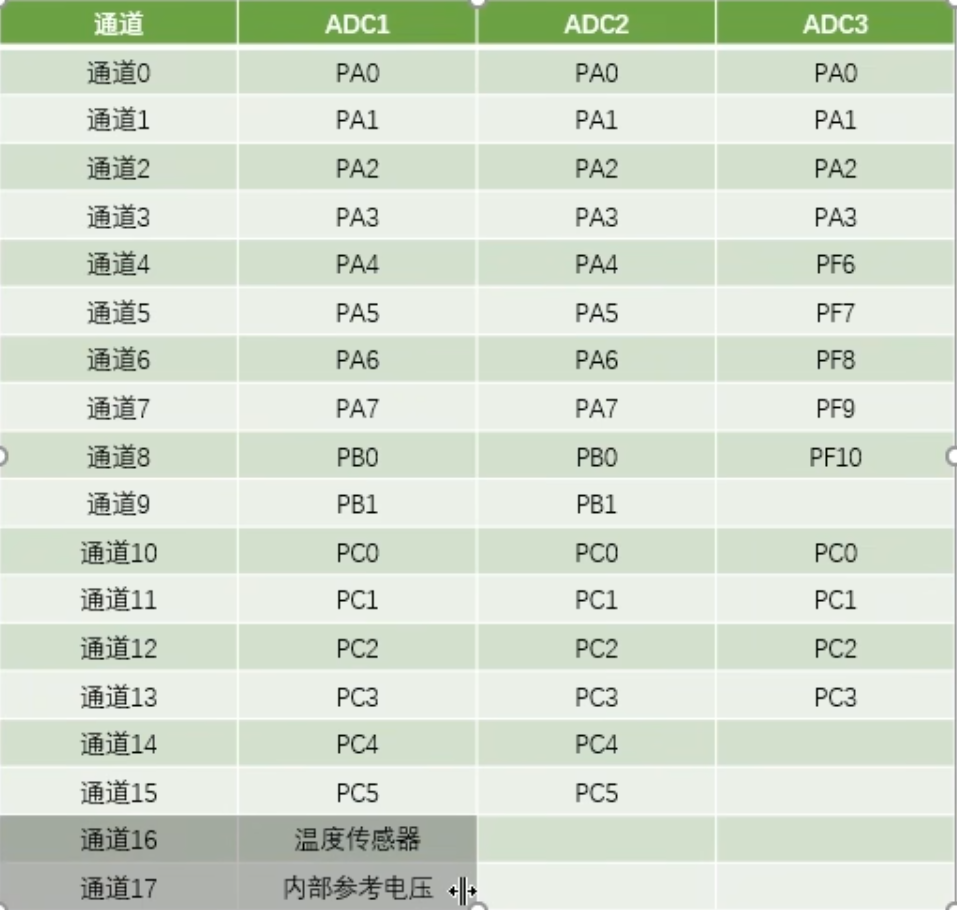 通道 ADC1 ADC2 ADC3
通道0 PA0 PA0 PA0
通道1 PA1 PA1 PA1
通道2 PA2 PA2 PA2
通道3 PA3 PA3 PA3
通道4 PA4 PA4 PF6
通道5 PA5 PA5 PF7
通道6 PA6 PA6 PF8
通道7 PA7 PA7 PF9
通道8 PB0 PB0 PF10
通道9 PB1 PB1
通道10 PC0 PC0 PC0
通道11 PC1 PC1 PC1
通道12 PC2 PC2 PC2
通道13 PC3 PC3 PC3
通道14 PC4 PC4
通道15 PC5 PC5
通道16 温度传感器
通道17 内部参考电压